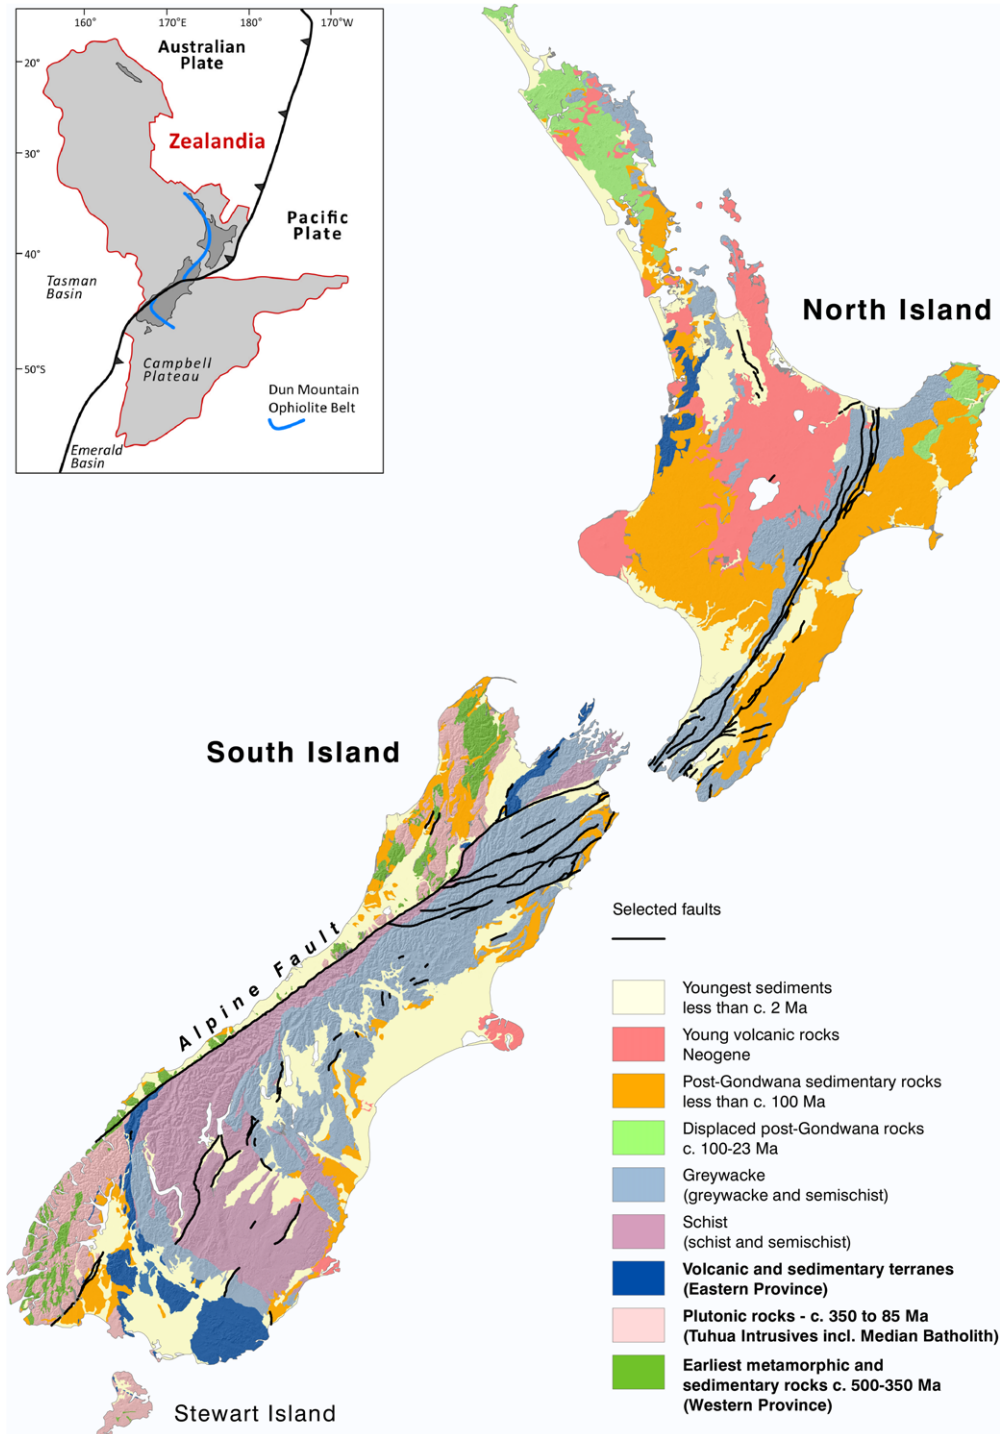 160°
170°E
180°
170°W
20°
30°
40°
50°S
Australian
Plate
Zealandia
Pacific
Plate
Tasman
Basin
Campbell
Plateau
Dun Mountain
Ophiolite Belt
Emerald
Basin
North Island
South Island
Alpine Fault
Stewart Island
Selected faults
Youngest sediments
less than c. 2 Ma
Young volcanic rocks
Neogene
Post-Gondwana sedimentary rocks
less than c. 100 Ma
Displaced post-Gondwana rocks
c. 100-23 Ma
Greywacke
(greywacke and semischist)
Schist
(schist and semischist)
Volcanic and sedimentary terranes
(Eastern Province)
Plutonic rocks - c. 350 to 85 Ma
(Tuhua Intrusives incl. Median Batholith)
Earliest metamorphic and
sedimentary rocks c. 500-350 Ma
(Western Province)